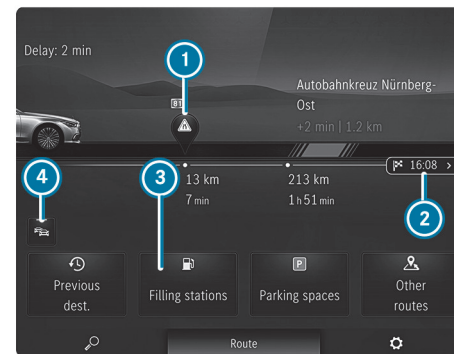 Delay: 2 min
1
B1
Autobahnkreuz Nürnberg-
Ost
+2 min | 1.2 km
16:08
4
3
13 km
213 km
7 min
1 h 51 min
2
P
Previous
dest.
Filling stations
Parking spaces
Other
routes
Route